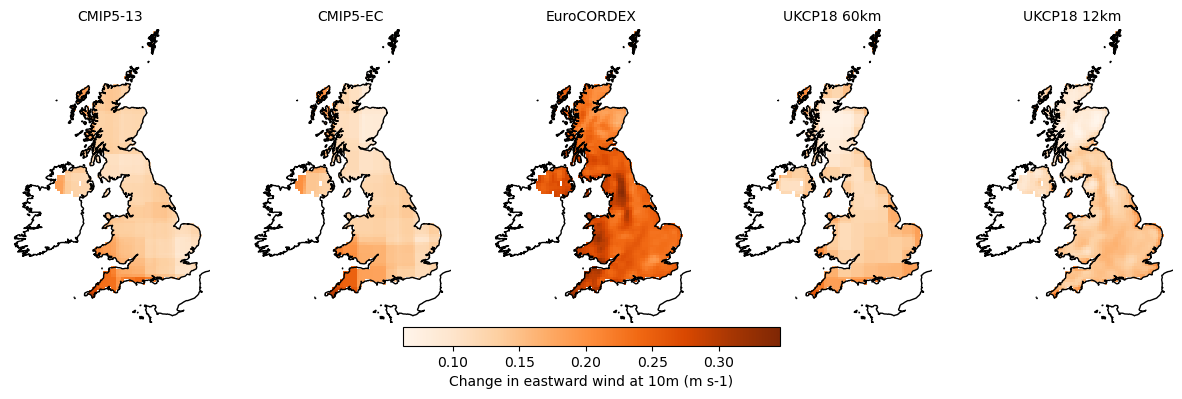 CMIP5-13 CMIP5-EC EuroCORDEX UKCP18 60km UKCP18 12km
0.10 0.15 0.20 0.25 0.30
Change in eastward wind at 10m (m s-1)